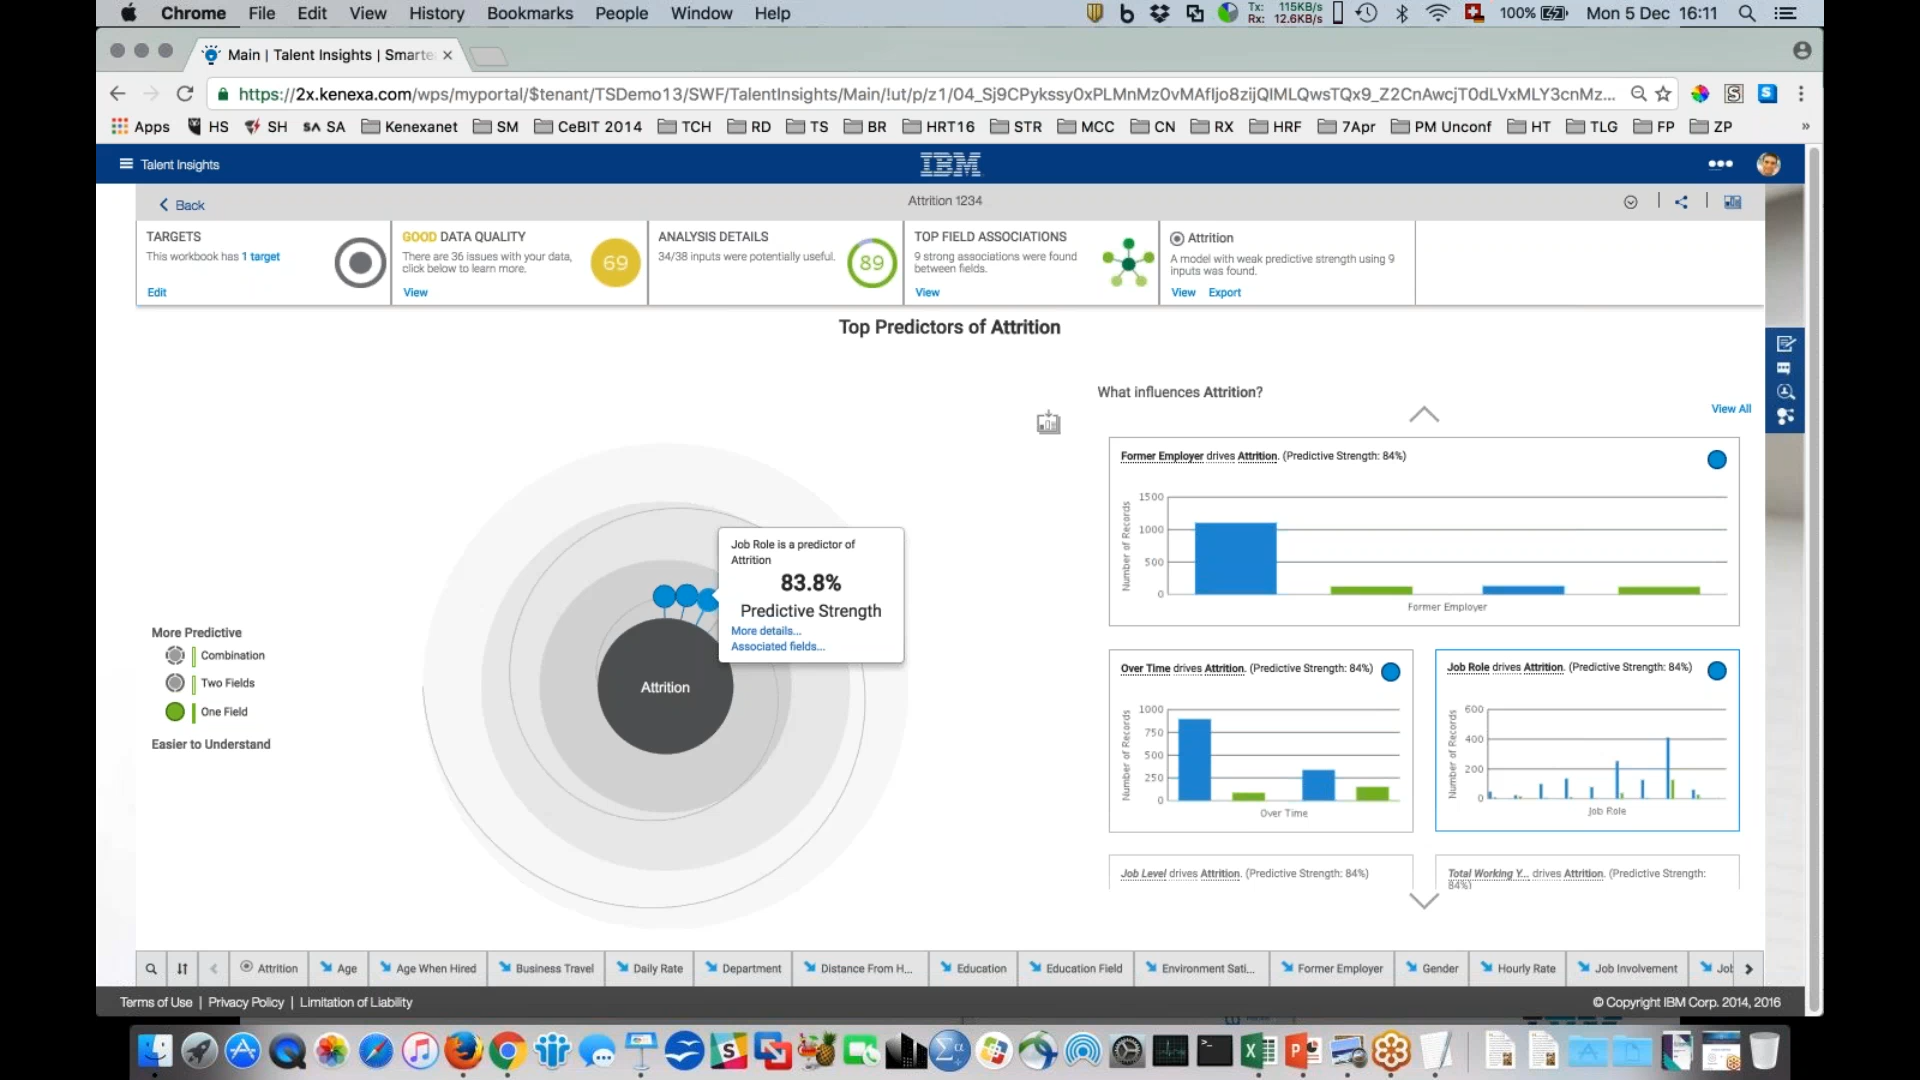 Chrome File Edit View History Bookmarks People Window Help
Tx: 115KB/s
Rx: 12.6KB/s
100% Mon 5 Dec 16:11
Main | Talent Insights | Smarte
https://2x.kenexa.com/wps/myportal/$tenant/TSDemo13/SWF/TalentInsights/Main/!ut/p/z1/
Apps HS SH SA Kenexanet SM CeBIT 2014 TCH RD TS BR HRT16 STR MCC CN RX HRF 7Apr PM Unconf HT TLG FP ZP »
Talent Insights
IBM
Back
Attrition 1234
TARGETS
This workbook has 1 target
Edit
GOOD DATA QUALITY
There are 36 issues with your data,
click below to learn more.
69
View
ANALYSIS DETAILS
34/38 inputs were potentially useful.
89
TOP FIELD ASSOCIATIONS
9 strong associations were found
between fields.
View
Attrition
A model with weak predictive strength using 9
inputs was found.
View Export
Top Predictors of Attrition
What influences Attrition?
View All
Job Role is a predictor of
Attrition
83.8%
Predictive Strength
More details...
Associated fields...
Attrition
More Predictive
Combination
Two Fields
One Field
Easier to Understand
Former Employer drives Attrition. (Predictive Strength: 84%)
Number of Records
1500
1000
500
0
Former Employer
Over Time drives Attrition. (Predictive Strength: 84%)
Number of Records
1000
750
500
250
0
Over Time
Job Role drives Attrition. (Predictive Strength: 84%)
Number of Records
600
400
200
0
Job Role
Job Level drives Attrition. (Predictive Strength: 84%)
Total Working Y... drives Attrition. (Predictive Strength:
84%)
Attrition Age Age When Hired Business Travel Daily Rate Department Distance From H... Education Education Field Environment Sati... Former Employer Gender Hourly Rate Job Involvement Jol
Terms of Use | Privacy Policy | Limitation of Liability
© Copyright IBM Corp. 2014, 2016